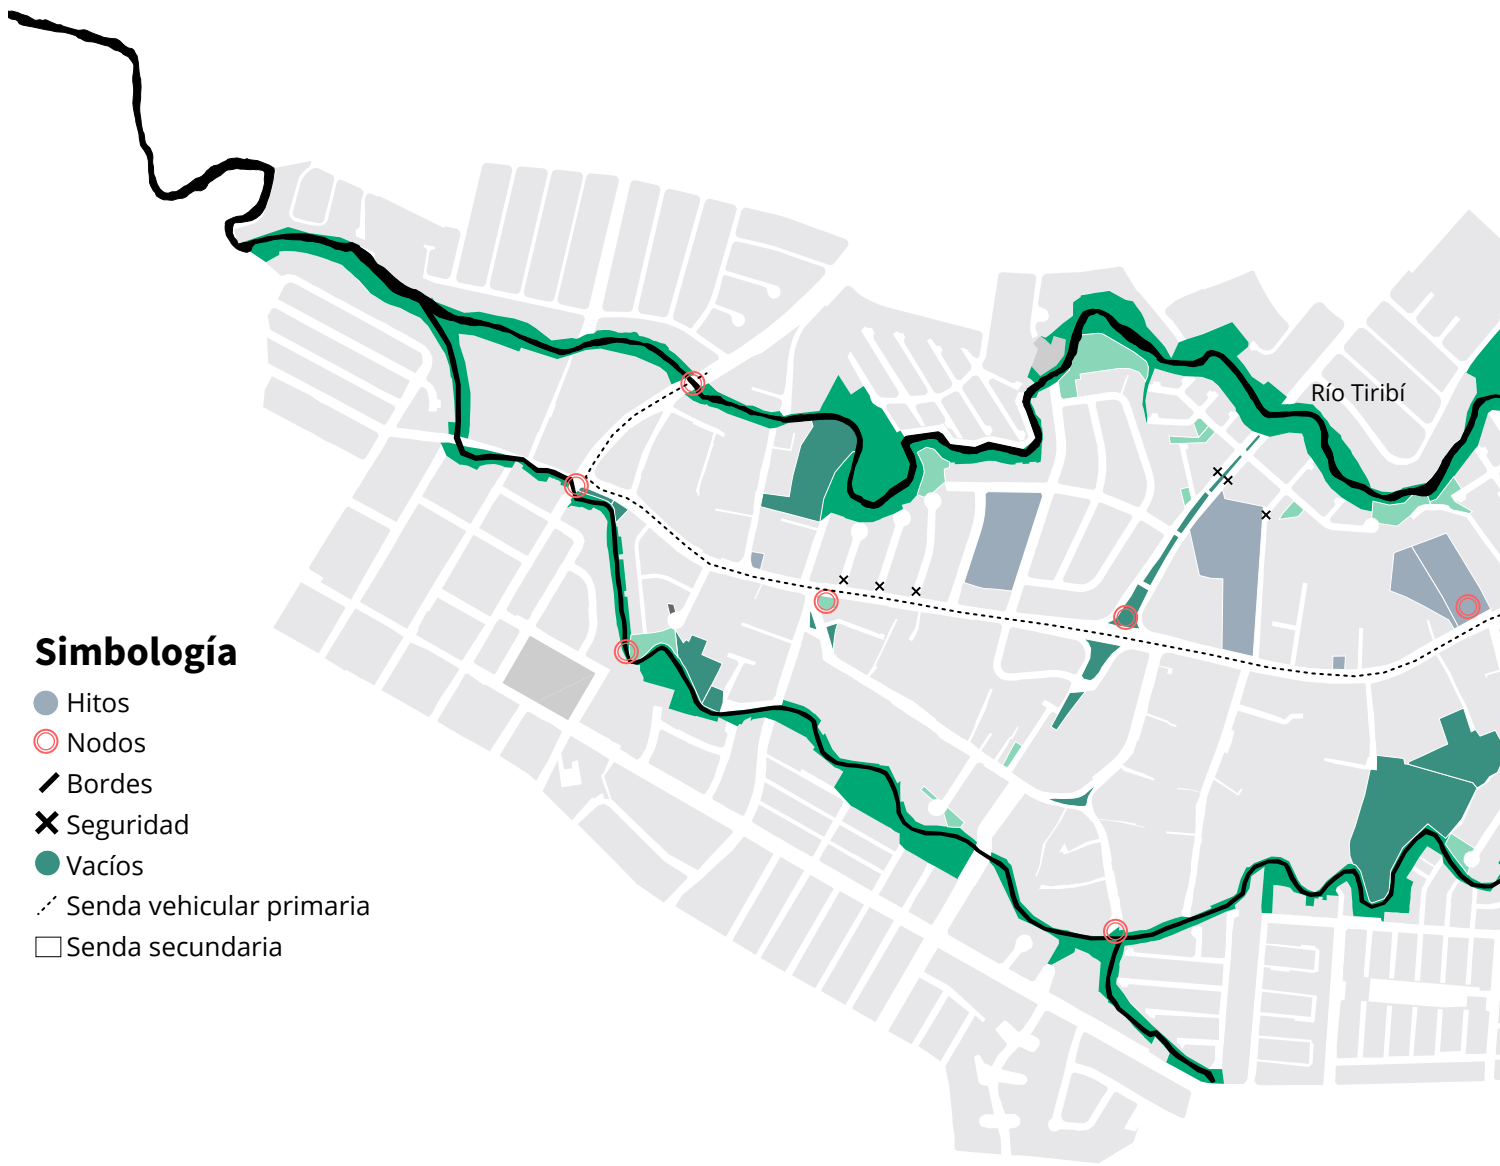 Río Tiribí
Simbología
Hitos
Nodos
Bordes
Seguridad
Vacíos
Senda vehicular primaria
Senda secundaria